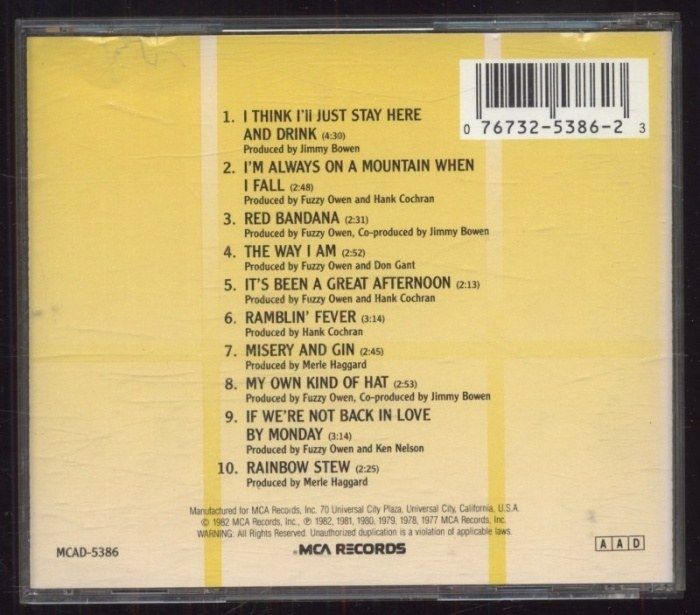 0 76732-5386-2 3
1. I THINK I'll JUST STAY HERE
AND DRINK (4:30)
Produced by Jimmy Bowen
2. I'M ALWAYS ON A MOUNTAIN WHEN
I FALL (2:48)
Produced by Fuzzy Owen and Hank Cochran
3. RED BANDANA (2:31)
Produced by Fuzzy Owen, Co-produced by Jimmy Bowen
4. THE WAY I AM (2:52)
Produced by Fuzzy Owen and Don Gant
5. IT'S BEEN A GREAT AFTERNOON (2:13)
Produced by Fuzzy Owen and Hank Cochran
6. RAMBLIN' FEVER (3:14)
Produced by Hank Cochran
7. MISERY AND GIN (2:45)
Produced by Merle Haggard
8. MY OWN KIND OF HAT (2:53)
Produced by Fuzzy Owen, Co-produced by Jimmy Bowen
9. IF WE'RE NOT BACK IN LOVE
BY MONDAY (3:14)
Produced by Fuzzy Owen and Ken Nelson
10. RAINBOW STEW (2:25)
Produced by Merle Haggard
Manufactured for MCA Records, Inc. 70 Universal City Plaza, Universal City, California, U.S.A.
© 1982 MCA Records, Inc., ℗ 1982, 1981, 1980, 1979, 1978, 1977 MCA Records, Inc.
WARNING: All Rights Reserved. Unauthorized duplication is a violation of applicable laws.
MCA RECORDS
MCAD-5386
A A D